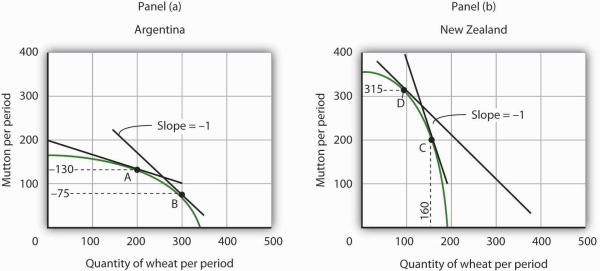 Panel (a)
Argentina
Mutton per period
400
300
200
100
0
–130
–75
A
B
Slope = –1
0
100
200
300
400
500
Quantity of wheat per period
Panel (b)
New Zealand
Mutton per period
400
300
200
100
0
315
D
C
160
Slope = –1
100
200
300
400
500
Quantity of wheat per period